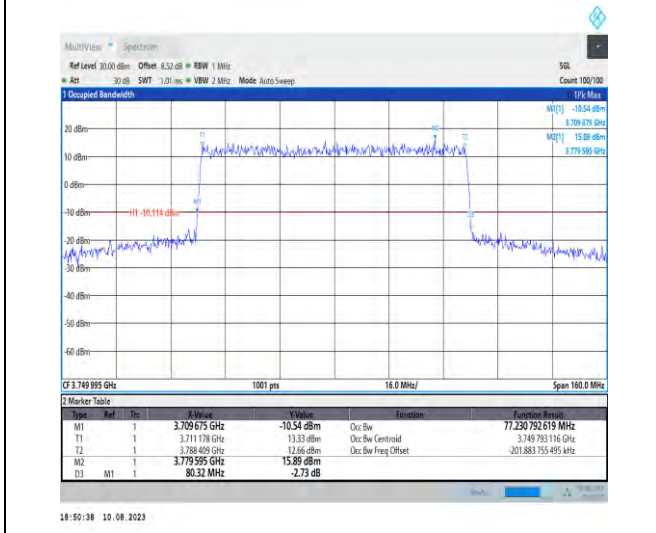 MultiView Spectrum
Ref Level 30.00 dBm Offset 8.52 dB RBW 1 MHz SGL
Att 30 dB SWT 1.01 ms VBW 2 MHz Mode Auto Sweep Count 100/100
1 Occupied Bandwidth 1Pk Max
M1[1] -10.54 dBm
3.709 675 GHz
M2[1] 15.89 dBm
3.779 595 GHz
20 dBm
M2
T1
T2
10 dBm
0 dBm
M1
-10 dBm
H1 -10.114 dBm
D3
-20 dBm
-30 dBm
-40 dBm
-50 dBm
-60 dBm
CF 3.749 995 GHz 1001 pts 16.0 MHz/ Span 160.0 MHz
2 Marker Table
Type Ref Trc X-Value Y-Value Function Function Result
M1 1 3.709 675 GHz -10.54 dBm Occ Bw 77.230 792 619 MHz
T1 1 3.711 178 GHz 13.33 dBm Occ Bw Centroid 3.749 793 116 GHz
T2 1 3.788 409 GHz 12.66 dBm Occ Bw Freq Offset -201.883 755 495 kHz
M2 1 3.779 595 GHz 15.89 dBm
D3 M1 1 80.32 MHz -2.73 dB
18:50:38 10.08.2023